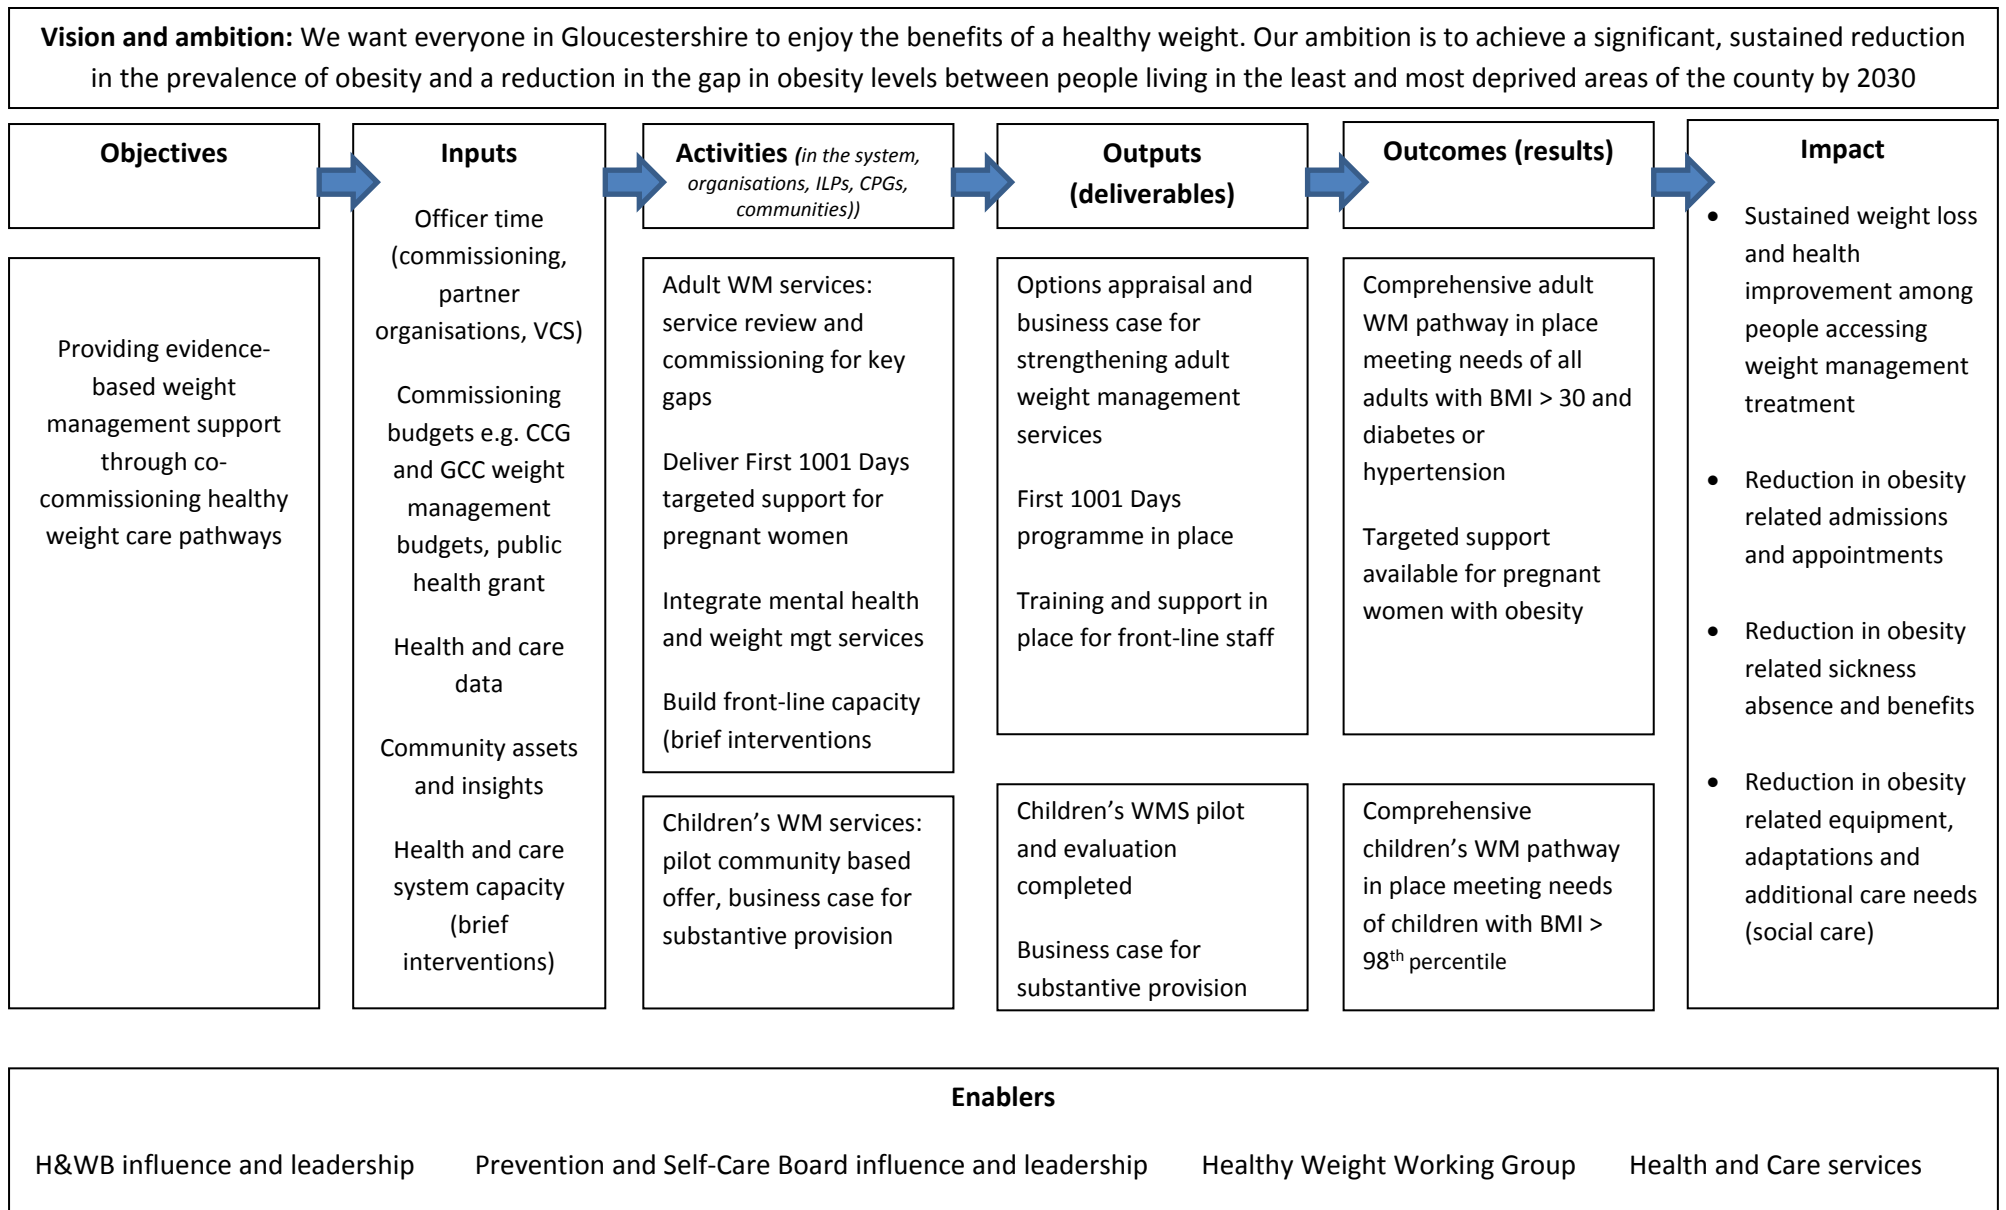 Vision and ambition: We want everyone in Gloucestershire to enjoy the benefits of a healthy weight. Our ambition is to achieve a significant, sustained reduction
in the prevalence of obesity and a reduction in the gap in obesity levels between people living in the least and most deprived areas of the county by 2030
Objectives
Providing evidence-
based weight
management support
through co-
commissioning healthy
weight care pathways
Inputs
Officer time
(commissioning,
partner
organisations, VCS)
Commissioning
budgets e.g. CCG
and GCC weight
management
budgets, public
health grant
Health and care
data
Community assets
and insights
Health and care
system capacity
(brief
interventions)
Activities (in the system,
organisations, ILPs, CPGs,
communities))
Adult WM services:
service review and
commissioning for key
gaps
Deliver First 1001 Days
targeted support for
pregnant women
Integrate mental health
and weight mgt services
Build front-line capacity
(brief interventions
Children’s WM services:
pilot community based
offer, business case for
substantive provision
Outputs
(deliverables)
Options appraisal and
business case for
strengthening adult
weight management
services
First 1001 Days
programme in place
Training and support in
place for front-line staff
Children’s WMS pilot
and evaluation
completed
Business case for
substantive provision
Outcomes (results)
Comprehensive adult
WM pathway in place
meeting needs of all
adults with BMI > 30 and
diabetes or
hypertension
Targeted support
available for pregnant
women with obesity
Comprehensive
children’s WM pathway
in place meeting needs
of children with BMI >
98th percentile
Impact
• Sustained weight loss
and health
improvement among
people accessing
weight management
treatment
• Reduction in obesity
related admissions
and appointments
• Reduction in obesity
related sickness
absence and benefits
• Reduction in obesity
related equipment,
adaptations and
additional care needs
(social care)
Enablers
H&WB influence and leadership Prevention and Self-Care Board influence and leadership Healthy Weight Working Group Health and Care services